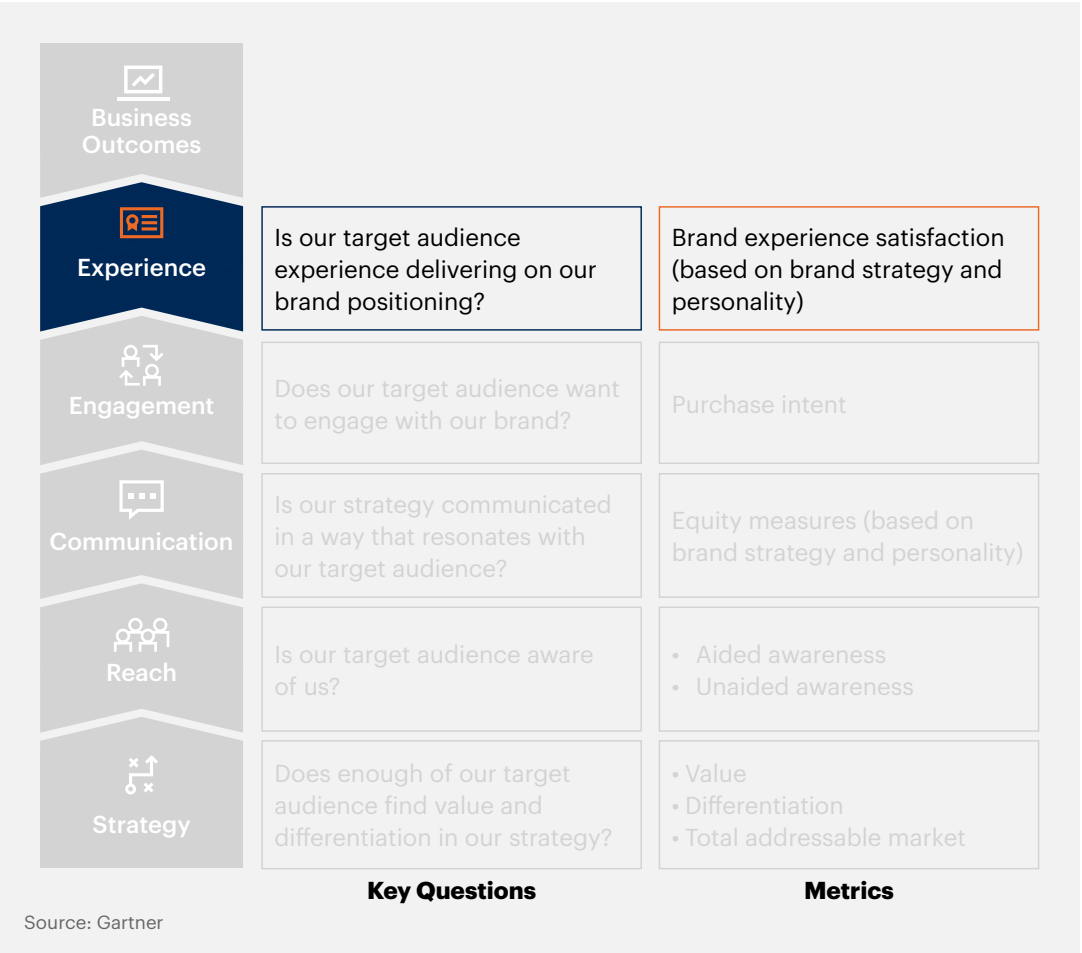 Business
Outcomes
Experience
Is our target audience
experience delivering on our
brand positioning?
Brand experience satisfaction
(based on brand strategy and
personality)
Engagement
Does our target audience want
to engage with our brand?
Purchase intent
Communication
Is our strategy communicated
in a way that resonates with
our target audience?
Equity measures (based on
brand strategy and personality)
Reach
Is our target audience aware
of us?
• Aided awareness
• Unaided awareness
Strategy
Does enough of our target
audience find value and
differentiation in our strategy?
• Value
• Differentiation
• Total addressable market
Key Questions
Metrics
Source: Gartner